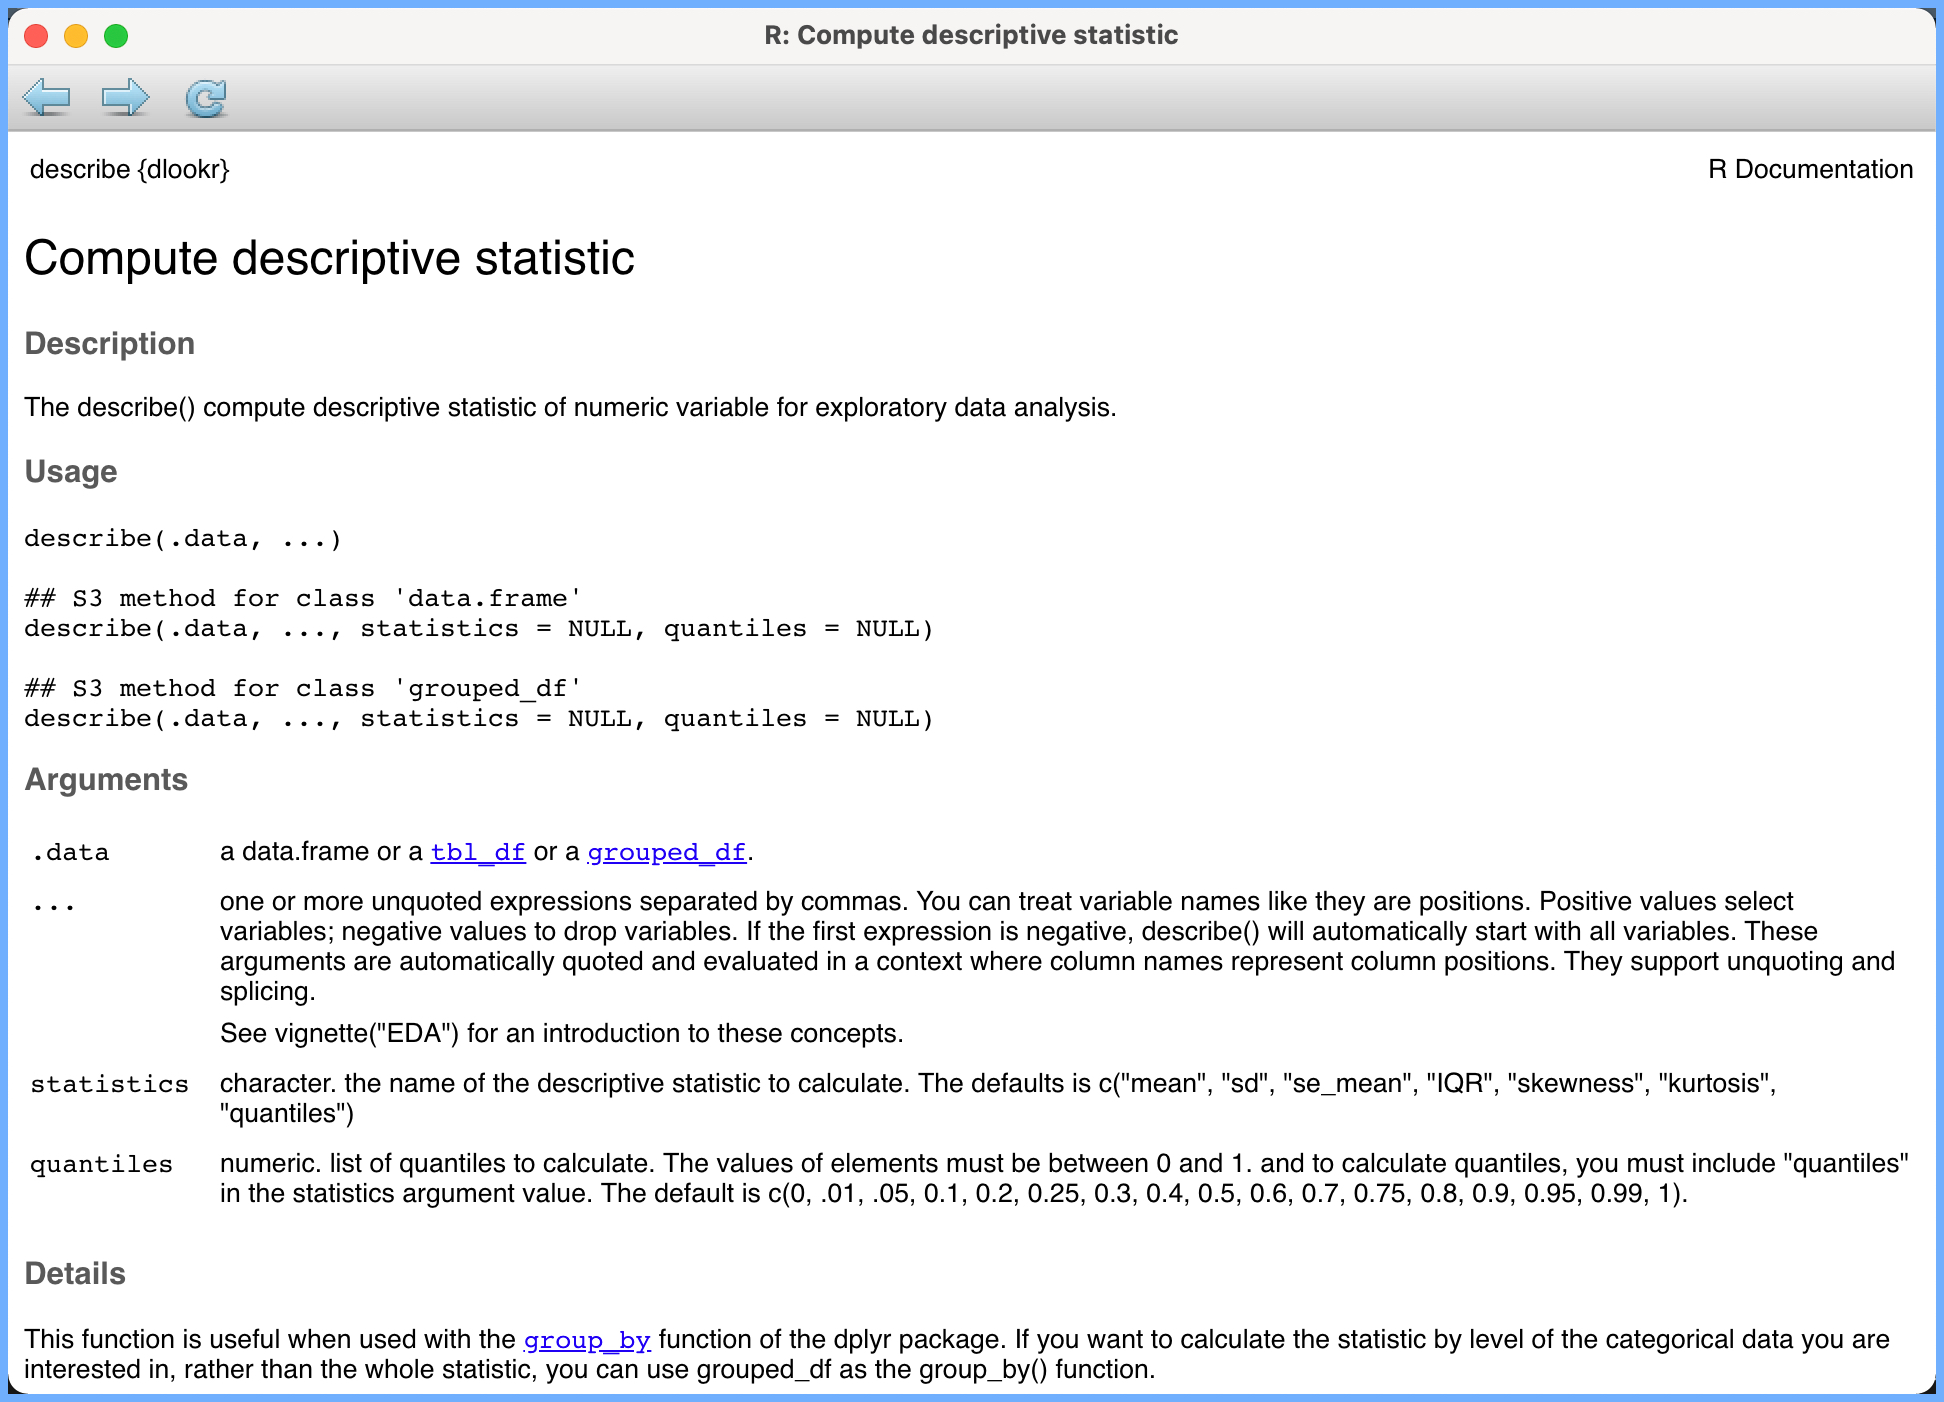 R: Compute descriptive statistic
describe {dlookr}
R Documentation
Compute descriptive statistic
Description
The describe() compute descriptive statistic of numeric variable for exploratory data analysis.
Usage
describe(.data, ...)
## S3 method for class 'data.frame'
describe(.data, ..., statistics = NULL, quantiles = NULL)
## S3 method for class 'grouped_df'
describe(.data, ..., statistics = NULL, quantiles = NULL)
Arguments
.data a data.frame or a tbl_df or a grouped_df.
... one or more unquoted expressions separated by commas. You can treat variable names like they are positions. Positive values select
variables; negative values to drop variables. If the first expression is negative, describe() will automatically start with all variables. These
arguments are automatically quoted and evaluated in a context where column names represent column positions. They support unquoting and
splicing.
See vignette("EDA") for an introduction to these concepts.
statistics character. the name of the descriptive statistic to calculate. The defaults is c("mean", "sd", "se_mean", "IQR", "skewness", "kurtosis",
"quantiles")
quantiles numeric. list of quantiles to calculate. The values of elements must be between 0 and 1. and to calculate quantiles, you must include "quantiles"
in the statistics argument value. The default is c(0, .01, .05, 0.1, 0.2, 0.25, 0.3, 0.4, 0.5, 0.6, 0.7, 0.75, 0.8, 0.9, 0.95, 0.99, 1).
Details
This function is useful when used with the group_by function of the dplyr package. If you want to calculate the statistic by level of the categorical data you are
interested in, rather than the whole statistic, you can use grouped_df as the group_by() function.